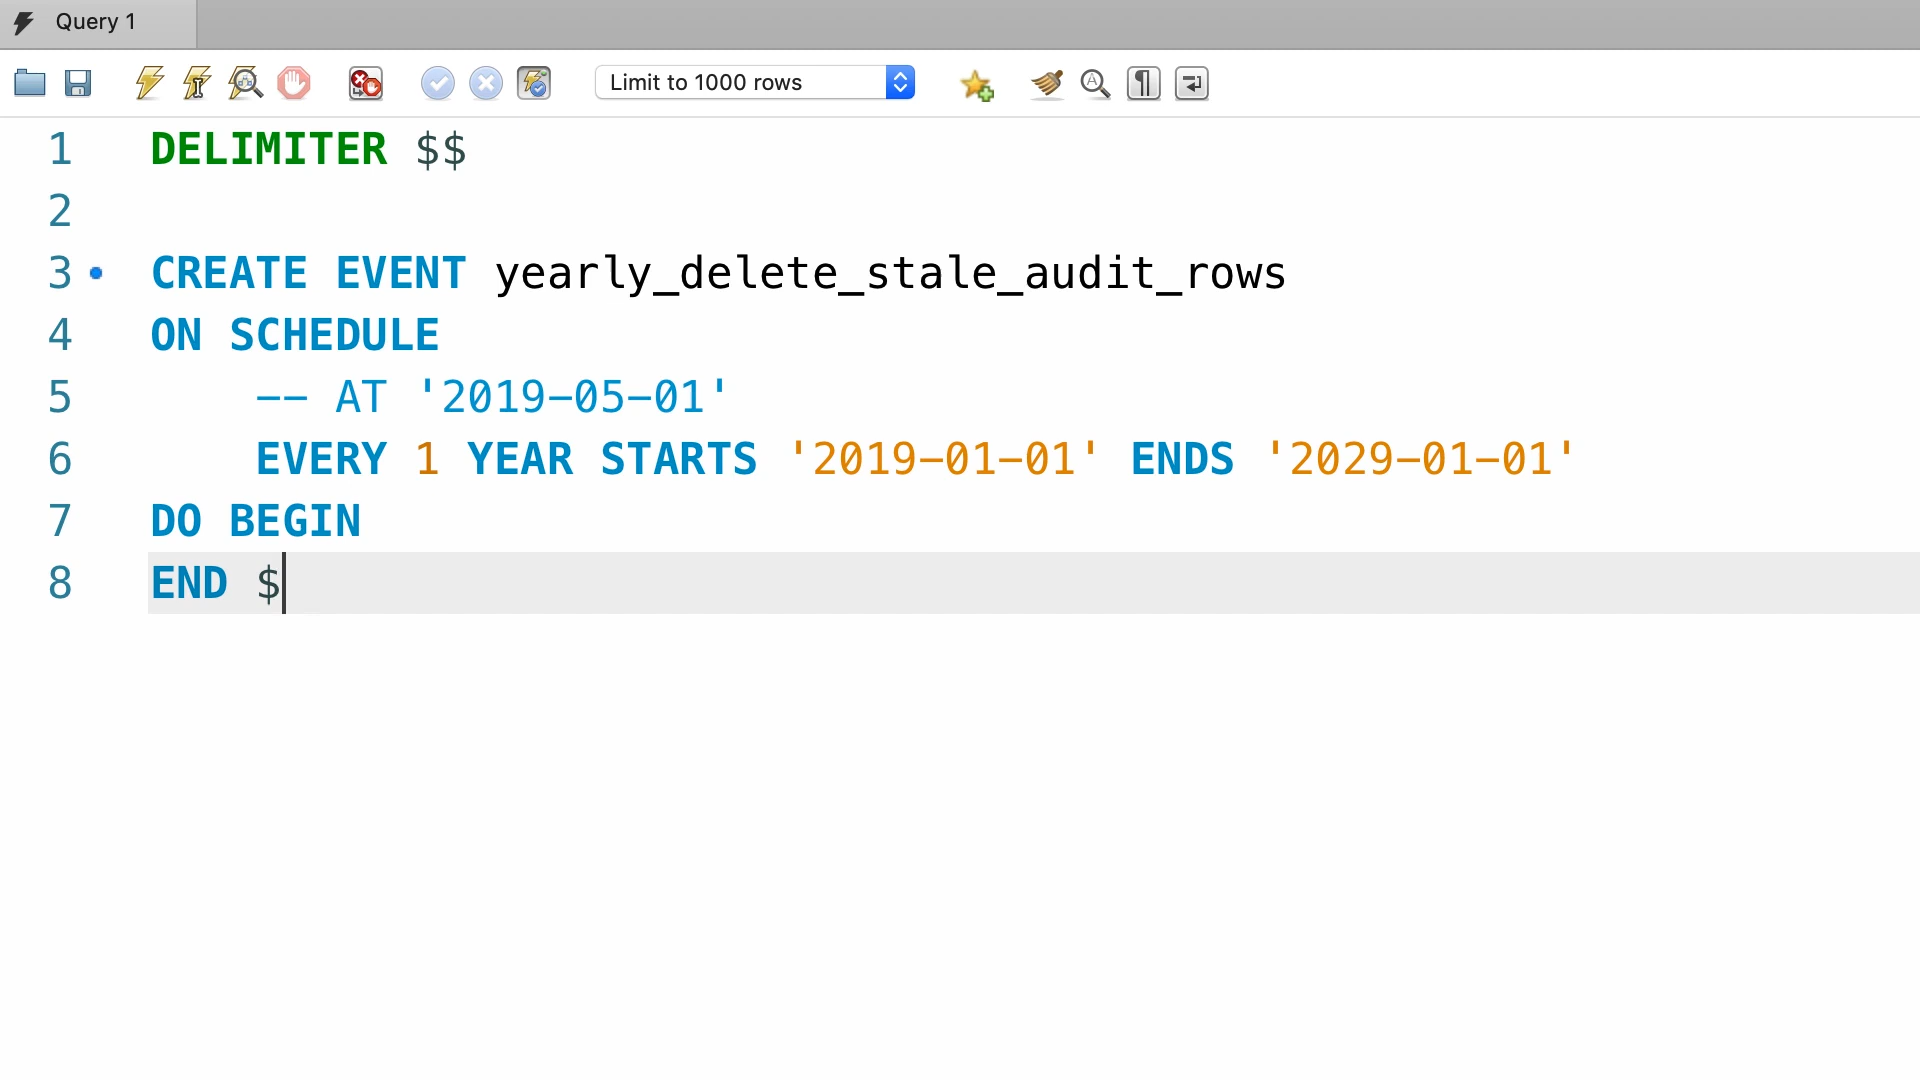 Query 1
Limit to 1000 rows
1 DELIMITER $$
2
3 CREATE EVENT yearly_delete_stale_audit_rows
4 ON SCHEDULE
5 -- AT '2019-05-01'
6 EVERY 1 YEAR STARTS '2019-01-01' ENDS '2029-01-01'
7 DO BEGIN
8 END $